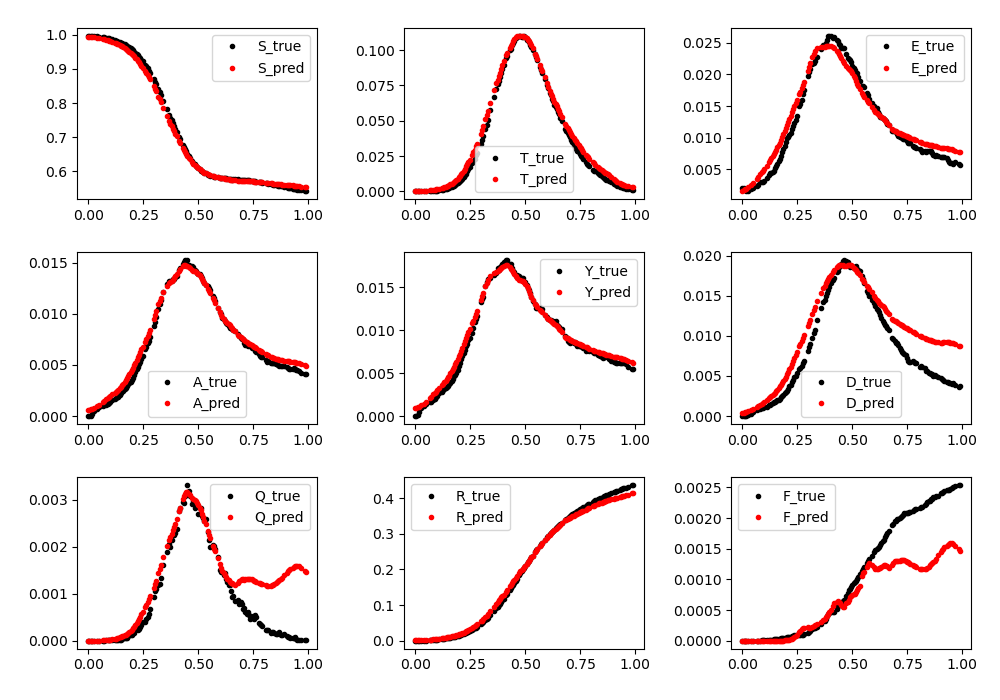 1.0
0.9
0.8
0.7
0.6
S_true
S_pred
0.00 0.25 0.50 0.75 1.00
0.100
0.075
0.050
0.025
0.000
T_true
T_pred
0.00 0.25 0.50 0.75 1.00
0.025
0.020
0.015
0.010
0.005
E_true
E_pred
0.00 0.25 0.50 0.75 1.00
0.015
0.010
0.005
0.000
A_true
A_pred
0.00 0.25 0.50 0.75 1.00
0.015
0.010
0.005
0.000
Y_true
Y_pred
0.00 0.25 0.50 0.75 1.00
0.020
0.015
0.010
0.005
0.000
D_true
D_pred
0.00 0.25 0.50 0.75 1.00
0.003
0.002
0.001
0.000
Q_true
Q_pred
0.00 0.25 0.50 0.75 1.00
0.4
0.3
0.2
0.1
0.0
R_true
R_pred
0.00 0.25 0.50 0.75 1.00
0.0025
0.0020
0.0015
0.0010
0.0005
0.0000
F_true
F_pred
0.00 0.25 0.50 0.75 1.00